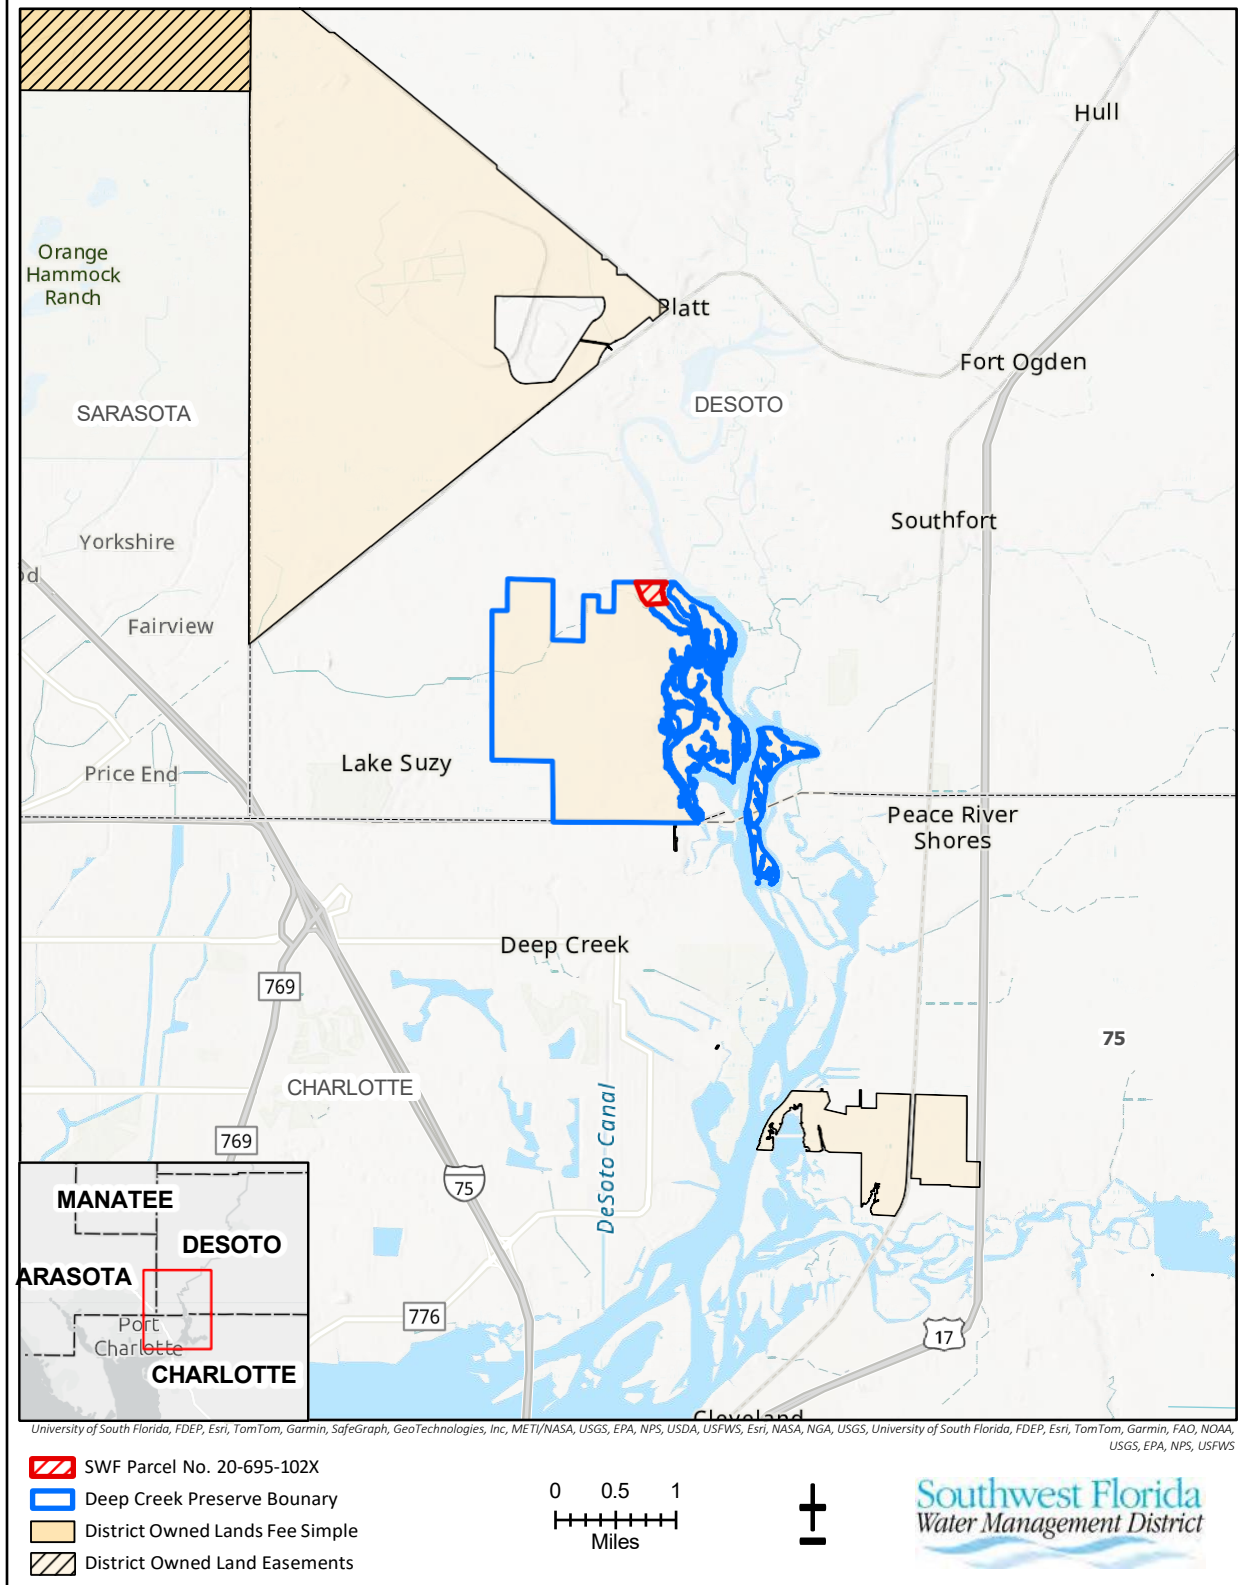 Hull
Orange
Hammock
Ranch
Platt
Fort Ogden
SARASOTA
DESOTO
Southfort
Yorkshire
od
Fairview
Lake Suzy
Price End
Peace River
Shores
Deep Creek
769
75
CHARLOTTE
DeSoto Canal
769
75
MANATEE
DESOTO
ARASOTA
Port
Charlotte
CHARLOTTE
776
17
Cleveland
University of South Florida, FDEP, Esri, TomTom, Garmin, SafeGraph, GeoTechnologies, Inc, METI/NASA, USGS, EPA, NPS, USDA, USFWS, Esri, NASA, NGA, USGS, University of South Florida, FDEP, Esri, TomTom, Garmin, FAO, NOAA,
USGS, EPA, NPS, USFWS
SWF Parcel No. 20-695-102X
Deep Creek Preserve Bounary
District Owned Lands Fee Simple
District Owned Land Easements
0 0.5 1
Miles
Southwest Florida
Water Management District